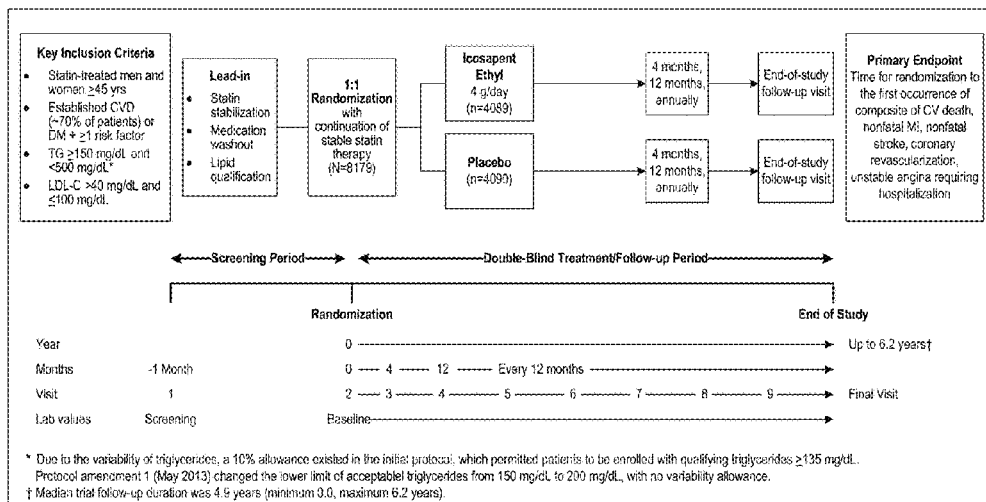 Key Inclusion Criteria
• Statin-treated men and
women ≥45 yrs
• Established CVD
(~70% of patients) or
DM + ≥1 risk factor
• TG ≥150 mg/dL and
<500 mg/dL*
• LDL-C >40 mg/dL and
≤100 mg/dL
Lead-in
• Statin
stabilization
• Medication
washout
• Lipid
qualification
1:1
Randomization
with
continuation of
stable statin
therapy
(N=8179)
Icosapent
Ethyl
4 g/day
(n=4089)
4 months,
12 months,
annually
End-of-study
follow-up visit
Placebo
(n=4090)
4 months,
12 months,
annually
End-of-study
follow-up visit
Primary Endpoint
Time for randomization to
the first occurrence of
composite of CV death,
nonfatal MI, nonfatal
stroke, coronary
revascularization,
unstable angina requiring
hospitalization
Screening Period
Double-Blind Treatment/Follow-up Period
Randomization
End of Study
Year 0 Up to 6.2 years†
Months -1 Month 0 4 12 Every 12 months
Visit 1 2 3 4 5 6 7 8 9 Final Visit
Lab values Screening Baseline
* Due to the variability of triglycerides, a 10% allowance existed in the initial protocol, which permitted patients to be enrolled with qualifying triglycerides ≥135 mg/dL.
Protocol amendment 1 (May 2013) changed the lower limit of acceptablel triglycerides from 150 mg/dL to 200 mg/dL, with no variability allowance.
† Median trial follow-up duration was 4.9 years (minimum 0.0, maximum 6.2 years).